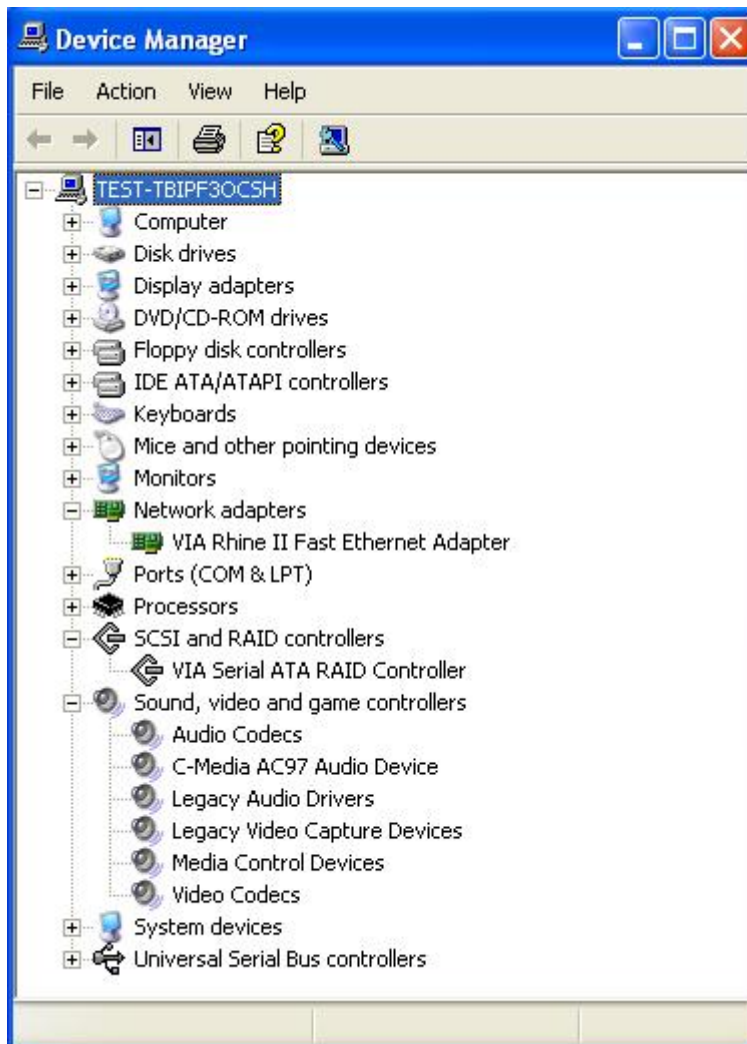 Device Manager
File Action View Help
TEST-TBIPF3OCSH
Computer
Disk drives
Display adapters
DVD/CD-ROM drives
Floppy disk controllers
IDE ATA/ATAPI controllers
Keyboards
Mice and other pointing devices
Monitors
Network adapters
VIA Rhine II Fast Ethernet Adapter
Ports (COM & LPT)
Processors
SCSI and RAID controllers
VIA Serial ATA RAID Controller
Sound, video and game controllers
Audio Codecs
C-Media AC97 Audio Device
Legacy Audio Drivers
Legacy Video Capture Devices
Media Control Devices
Video Codecs
System devices
Universal Serial Bus controllers